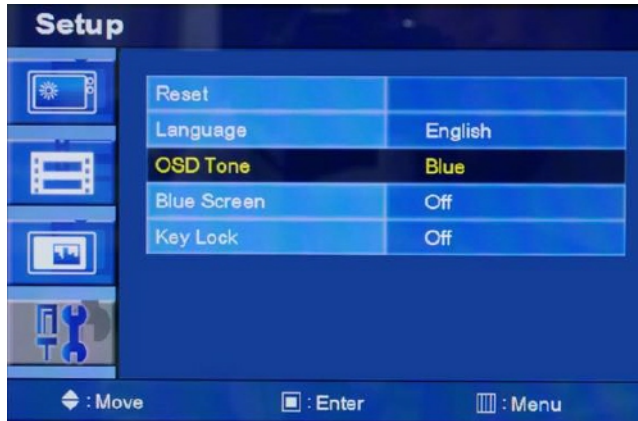 Setup
Reset
Language English
OSD Tone Blue
Blue Screen Off
Key Lock Off
: Move : Enter : Menu